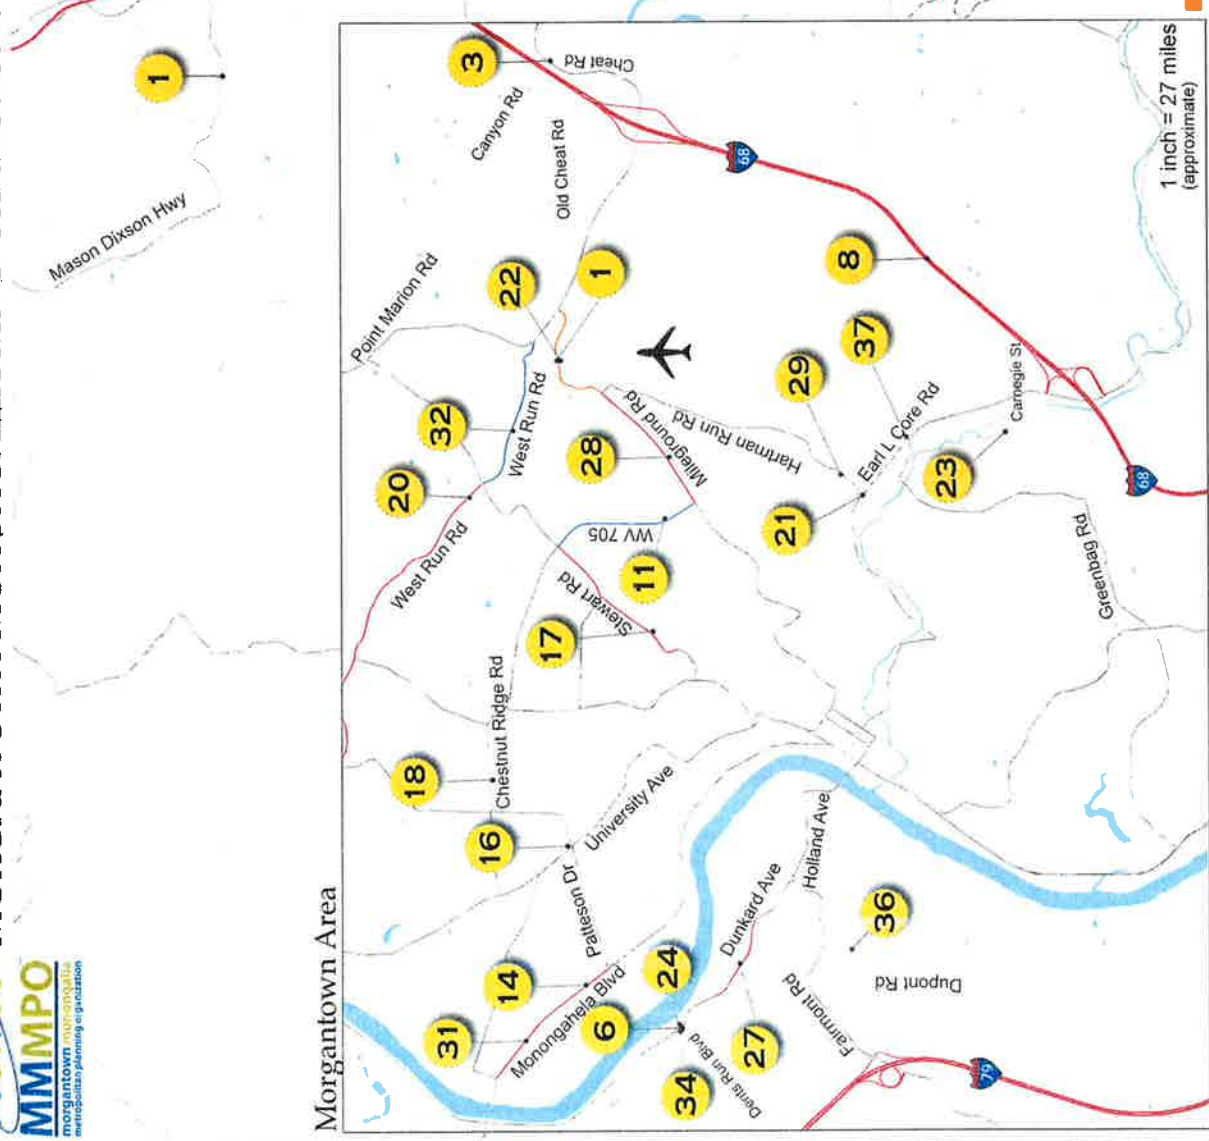 MMMPO
morgantown monongalia
metropolitan planning organization
Mason Dixson Hwy
1
Morgantown Area
31
14
18
16
20
32
22
1
3
Canyon Rd
Cheat Rd
Old Cheat Rd
Point Marion Rd
West Run Rd
West Run Rd
Chestnut Ridge Rd
Stewart Rd
17
11
WV 705
28
Mileground Rd
Hartman Run Rd
29
37
8
68
University Ave
Patteson Dr
Monongahela Blvd
6
24
34
27
Dents Run Blvd
Dunkard Ave
Holland Ave
Fairmont Rd
36
Dupont Rd
79
21
Earl L Core Rd
23
Carnegie St
Greenbag Rd
68
1 inch = 27 miles
(approximate)